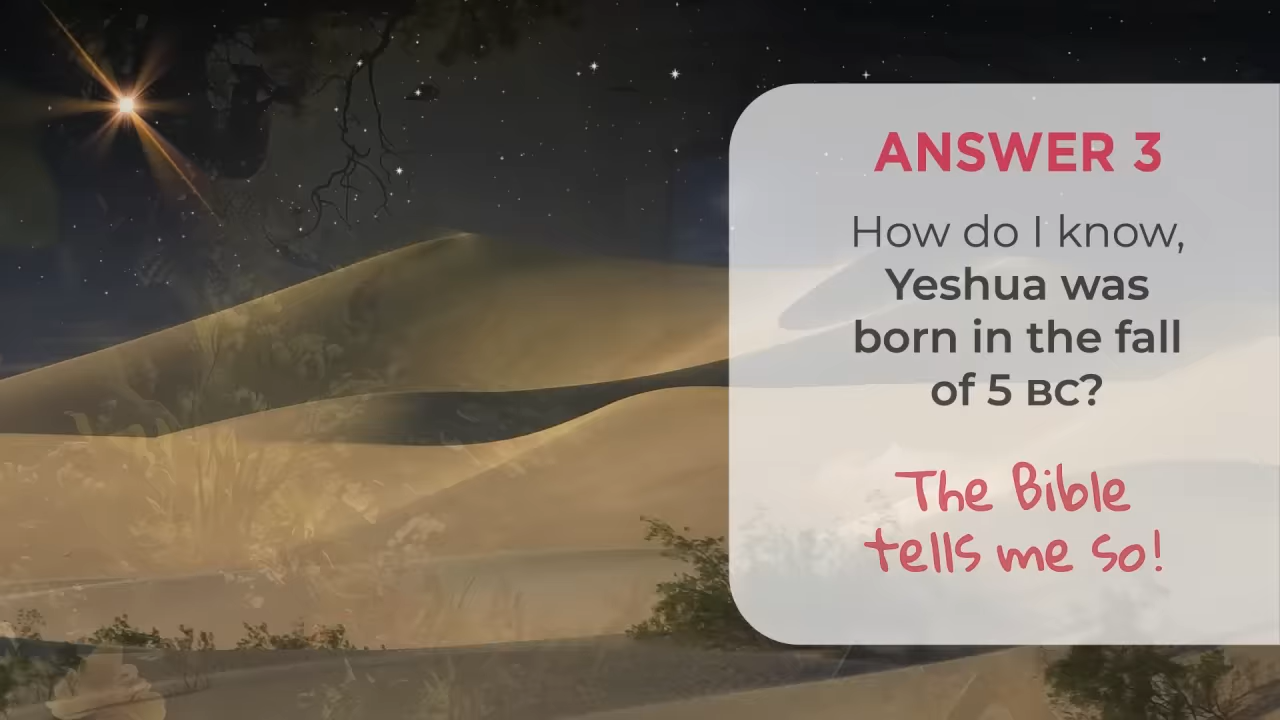 ANSWER 3
How do I know,
Yeshua was
born in the fall
of 5 BC?
The Bible
tells me so!